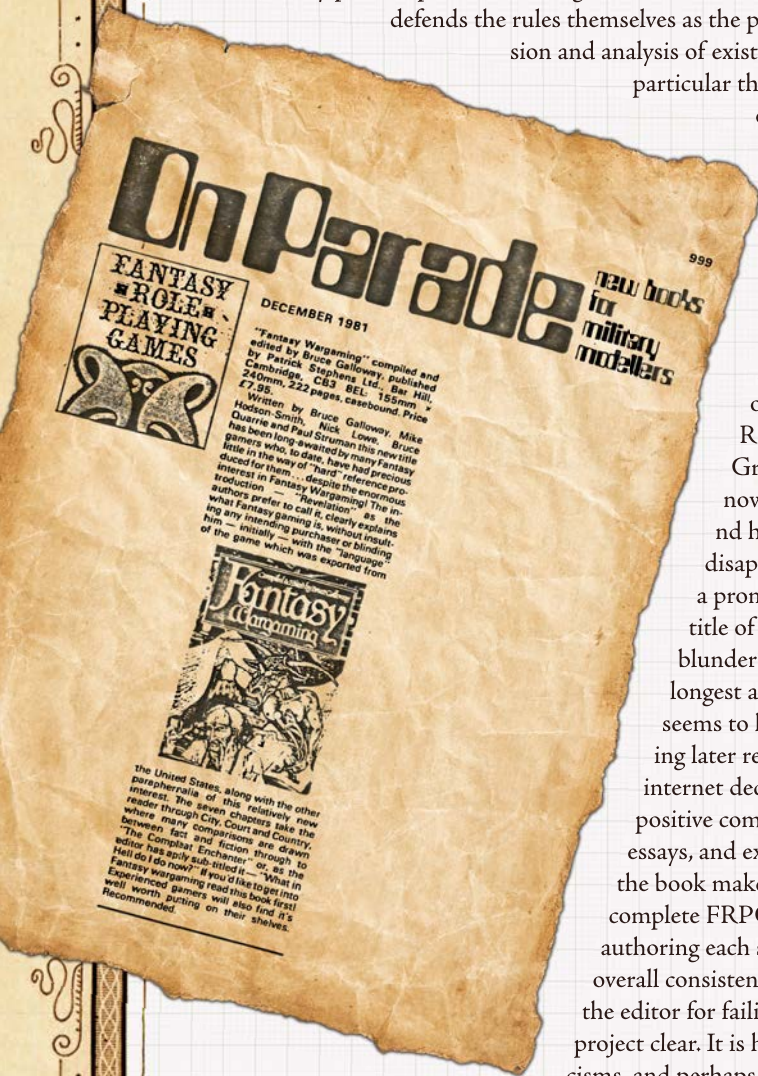 defends the rules themselves as the p
sion and analysis of exist
particular th
On Parade
999
new books
for
military
modellers
FANTASY
ROLE
PLAYING
GAMES
DECEMBER 1981
"Fantasy Wargaming" compiled and
edited by Bruce Galloway, published
by Patrick Stephens Ltd., Bar Hill,
Cambridge, CB3 8EL: 155mm ×
240mm, 222 pages, casebound. Price
£7.95.
Written by Bruce Galloway, Mike
Hodson-Smith, Nick Lowe, Bruce
Quarrie and Paul Struman this new title
has been long-awaited by many Fantasy
gamers who, to date, have had precious
little in the way of "hard" reference pro-
duced for them . . . despite the enormous
interest in Fantasy Wargaming! The in-
troduction — "Revelation" as the
authors prefer to call it, clearly explains
what Fantasy gaming is, without insult-
ing any intending purchaser or blinding
him — initially — with the "language"
of the game which was exported from
Fantasy
Wargaming
the United States, along with the other
paraphernalia of this relatively new
interest. The seven chapters take the
reader through City, Court and Country,
where many comparisons are drawn
between fact and fiction through to
"The Compleat Enchanter" or, as the
editor has aptly sub-titled it — "What in
Hell do I do now?" If you'd like to get into
Fantasy wargaming read this book first!
Experienced gamers will also find it's
well worth putting on their shelves.
Recommended.
o
R
Gr
nov
nd h
disap
a pron
title of
blunder
longest a
seems to
ing later re
internet dec
positive com
essays, and ex
the book make
complete FRPG
authoring each
overall consisten
the editor for faili
project clear. It is h
cisms, and perhaps